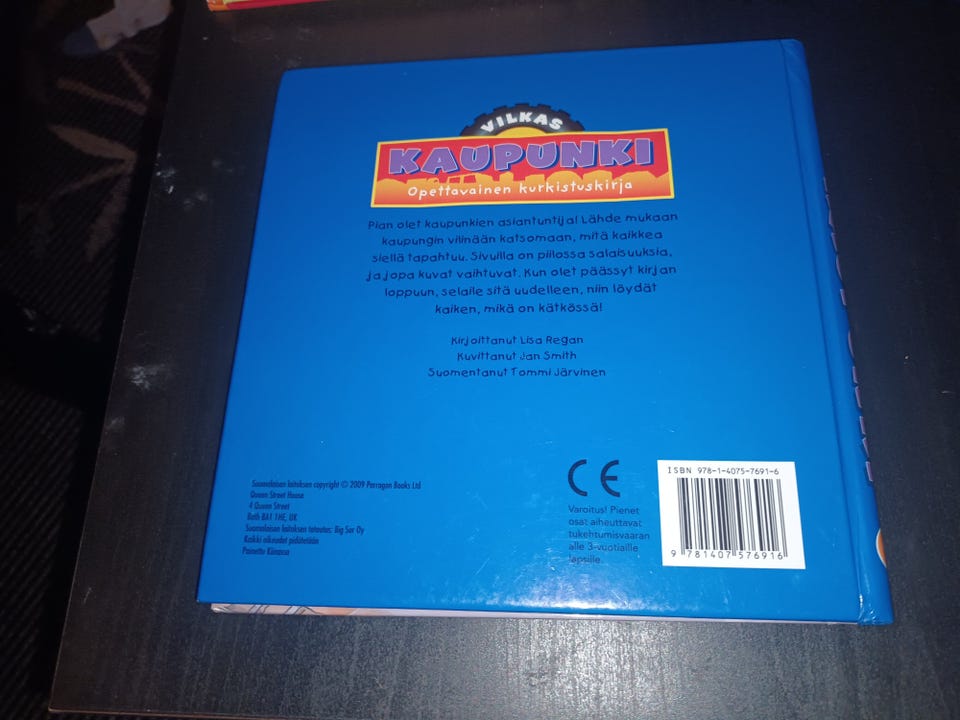 VILKAS
KAUPUNKI
Opettavainen kurkistuskirja
Pian olet kaupunkien asiantuntija! Lähde mukaan
kaupungin vilinään katsomaan, mitä kaikkea
siellä tapahtuu. Sivuilla on piilossa salaisuuksia,
ja jopa kuvat vaihtuvat. Kun olet päässyt kirjan
loppuun, selaile sitä uudelleen, niin löydät
kaiken, mikä on kätkössä!
Kirjoittanut Lisa Regan
Kuvittanut Jan Smith
Suomentanut Tommi Järvinen
Suomalaisen laitoksen copyright © 2009 Parragon Books Ltd
Queen Street House
4 Queen Street
Bath BA1 1HE, UK
Suomalaisen laitoksen toteutus: Big Sur Oy
Kaikki oikeudet pidätetään
Painettu Kiinassa
CE
Varoitus! Pienet
osat aiheuttavat
tukehtumisvaaran
alle 3-vuotiaille
lapsille.
ISBN 978-1-4075-7691-6
9 781407 576916